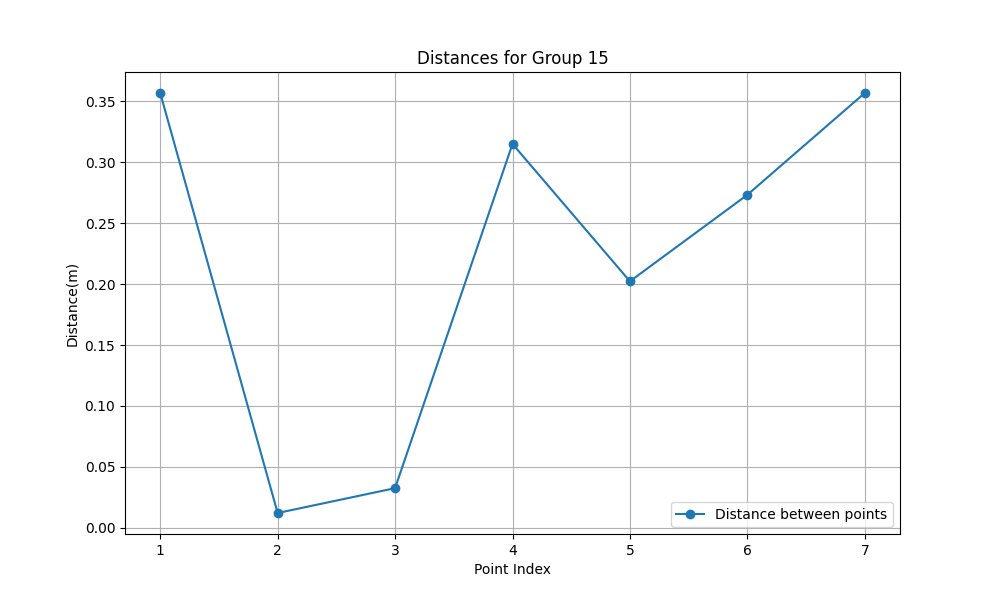 Distances for Group 15
0.35
0.30
0.25
0.20
0.15
0.10
0.05
0.00
Distance(m)
Distance between points
1 2 3 4 5 6 7
Point Index